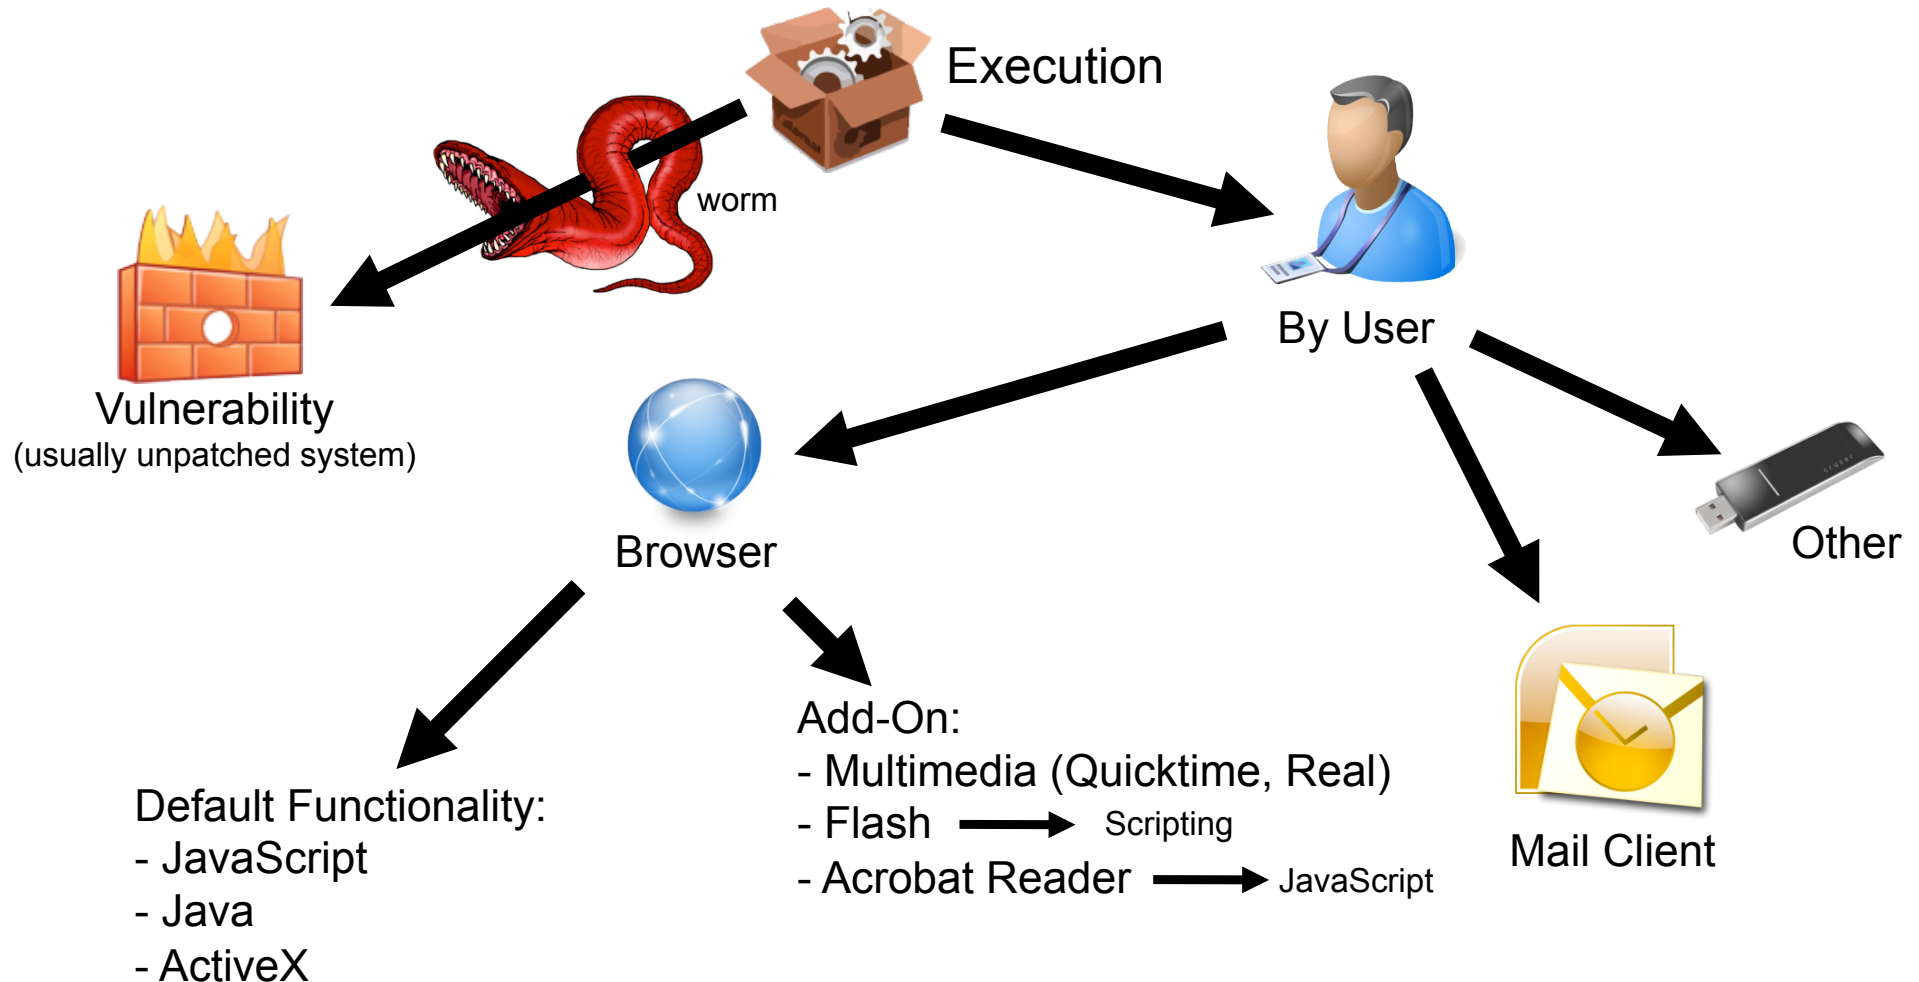 Execution
worm
By User
Vulnerability
(usually unpatched system)
Browser
cruzer
Other
Mail Client
Default Functionality:
- JavaScript
- Java
- ActiveX
Add-On:
- Multimedia (Quicktime, Real)
- Flash
Scripting
- Acrobat Reader
JavaScript